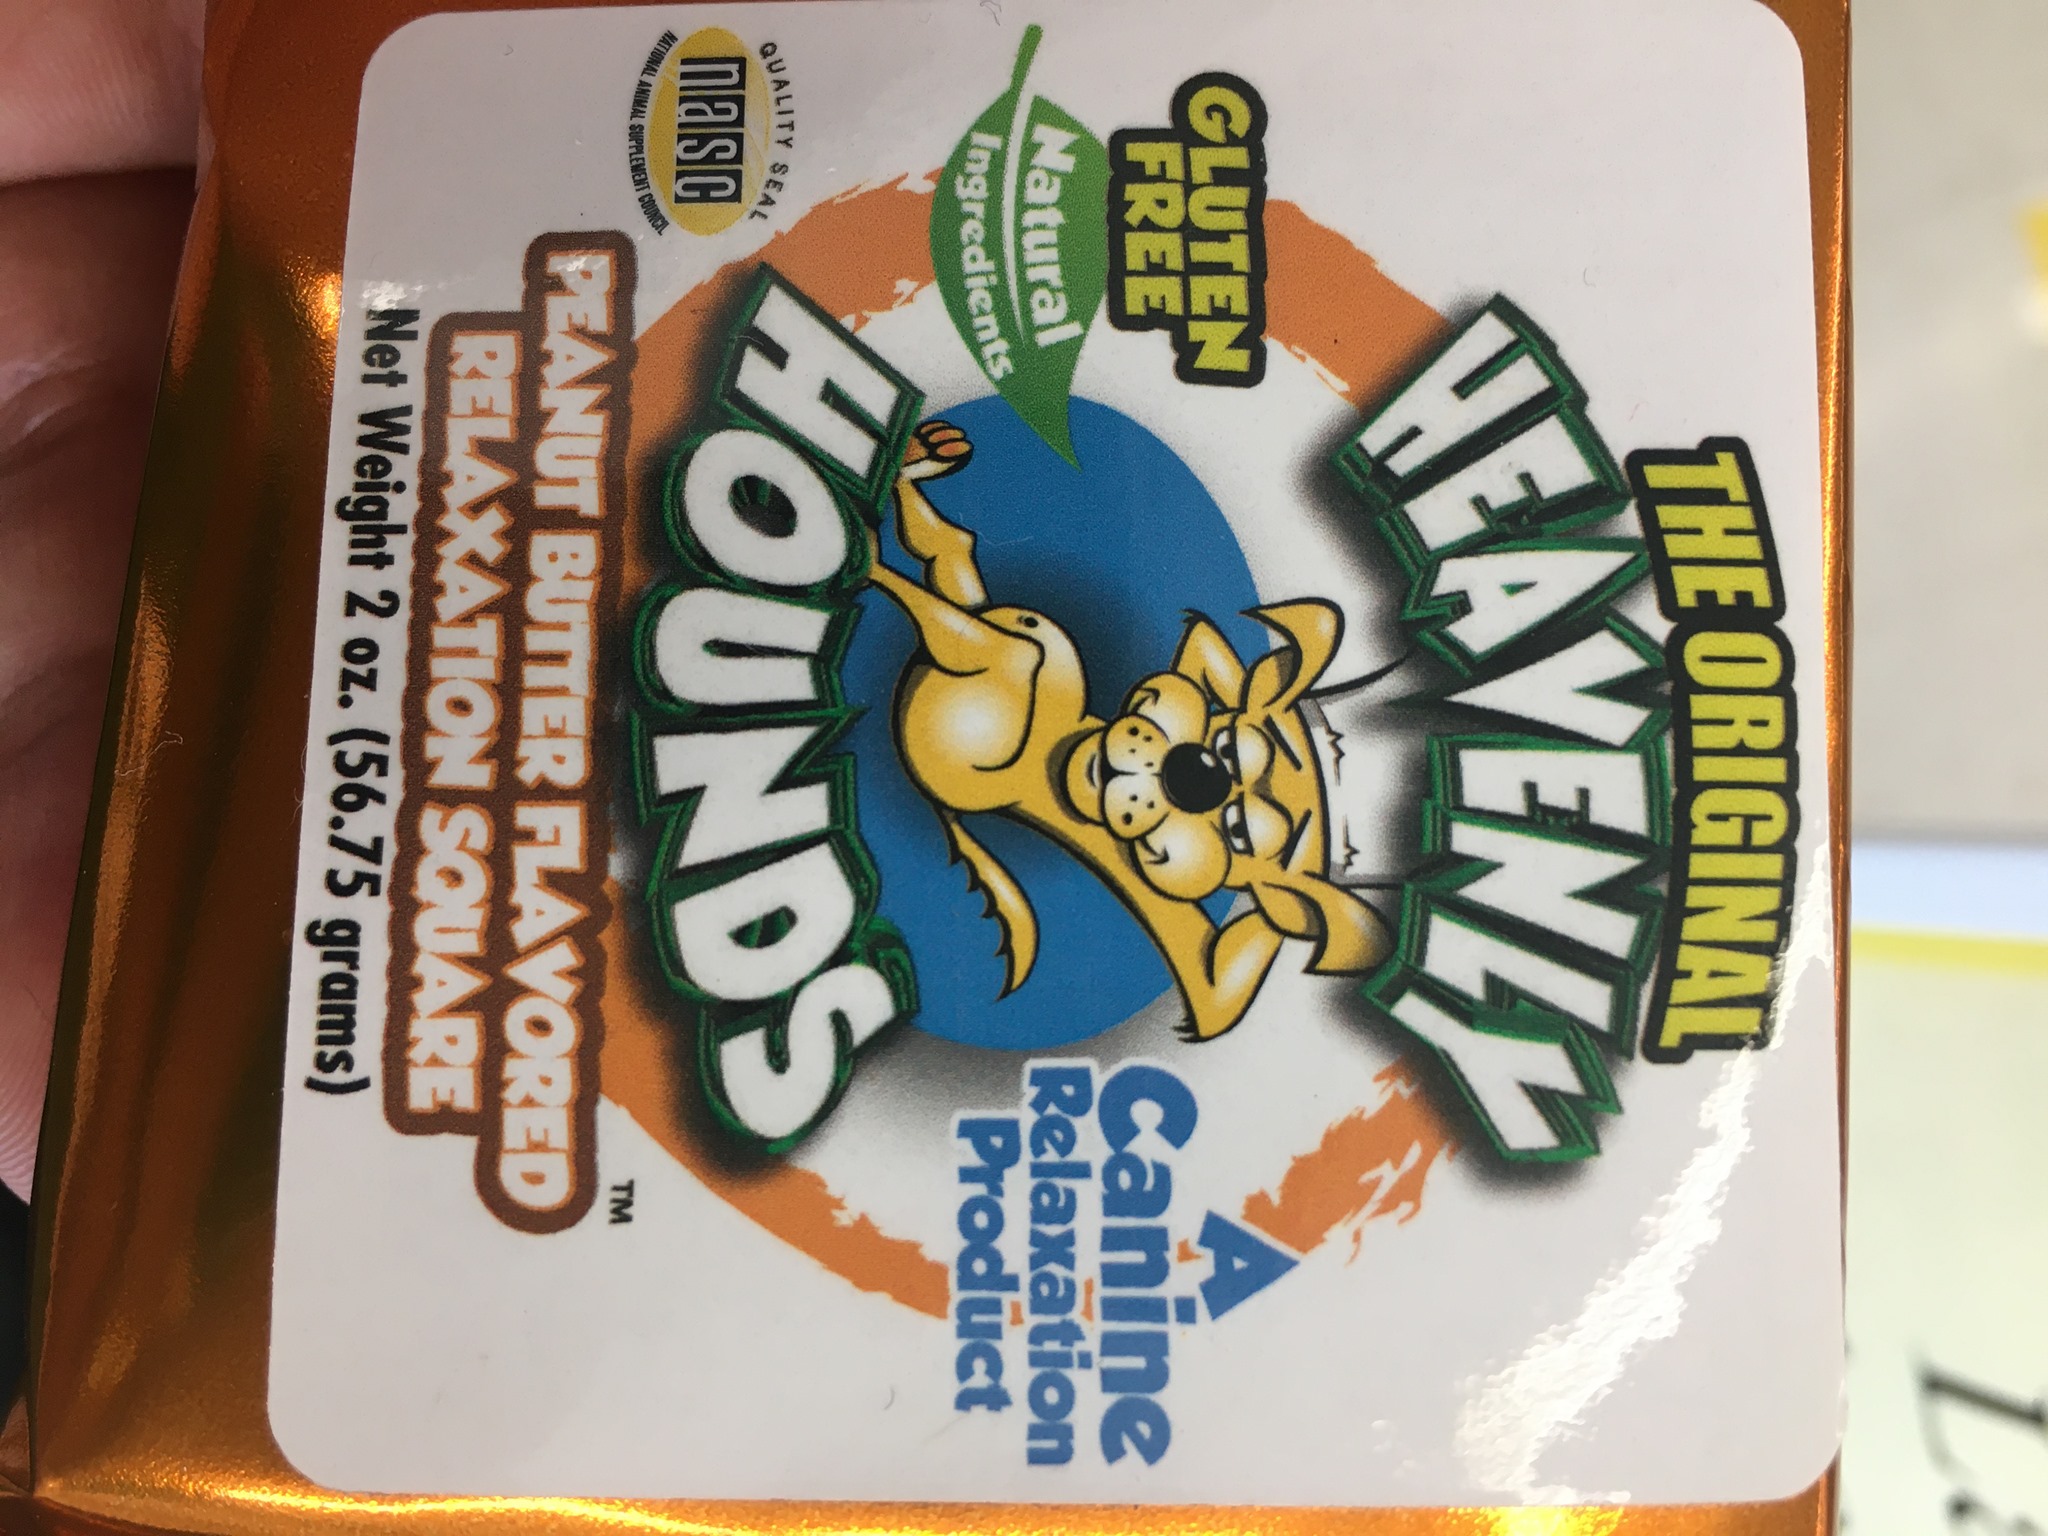 THE ORIGINAL
HEAVENLY
GLUTEN
FREE
Natural
Ingredients
A
Canine
Relaxation
Product
HOUNDS
QUALITY SEAL
nasc
NATIONAL ANIMAL SUPPLEMENT COUNCIL
PEANUT BUTTER FLAVORED
RELAXATION SQUARE
TM
Net Weight 2 oz. (56.75 grams)